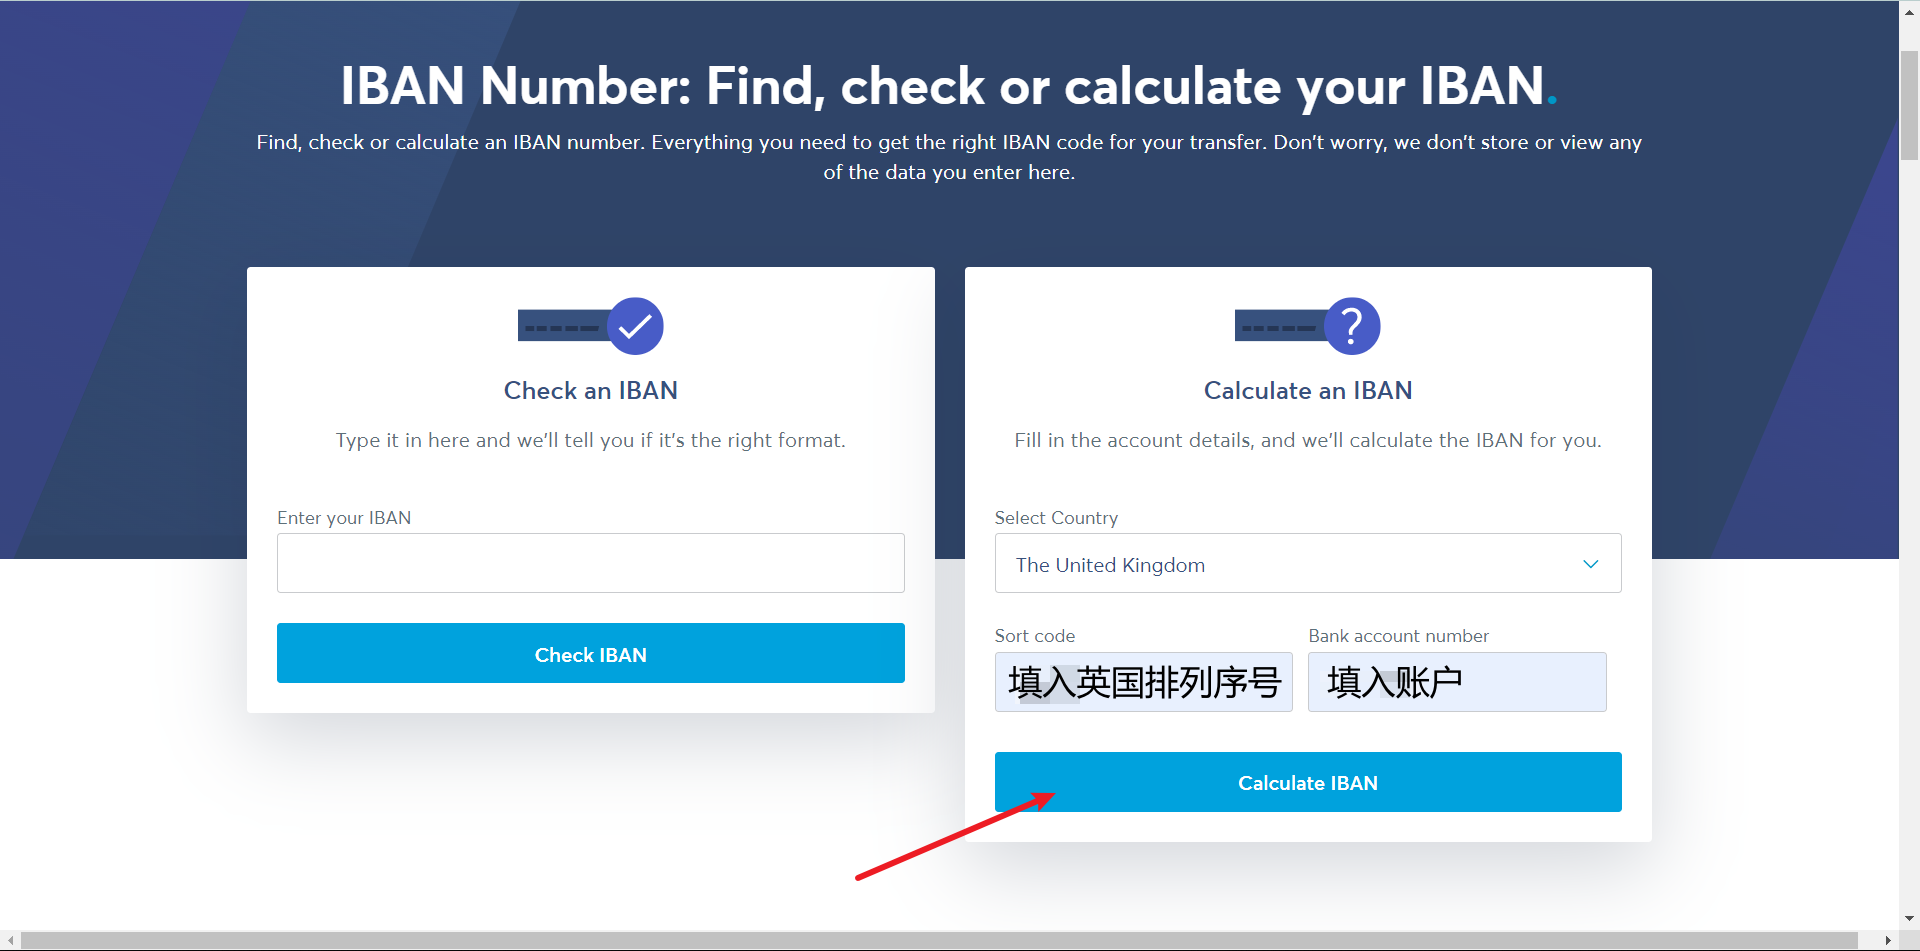 IBAN Number: Find, check or calculate your IBAN.
Find, check or calculate an IBAN number. Everything you need to get the right IBAN code for your transfer. Don’t worry, we don’t store or view any
of the data you enter here.
Check an IBAN
Type it in here and we’ll tell you if it’s the right format.
Enter your IBAN
Check IBAN
?
Calculate an IBAN
Fill in the account details, and we’ll calculate the IBAN for you.
Select Country
The United Kingdom
Sort code
Bank account number
填入英国排列序号
填入账户
Calculate IBAN